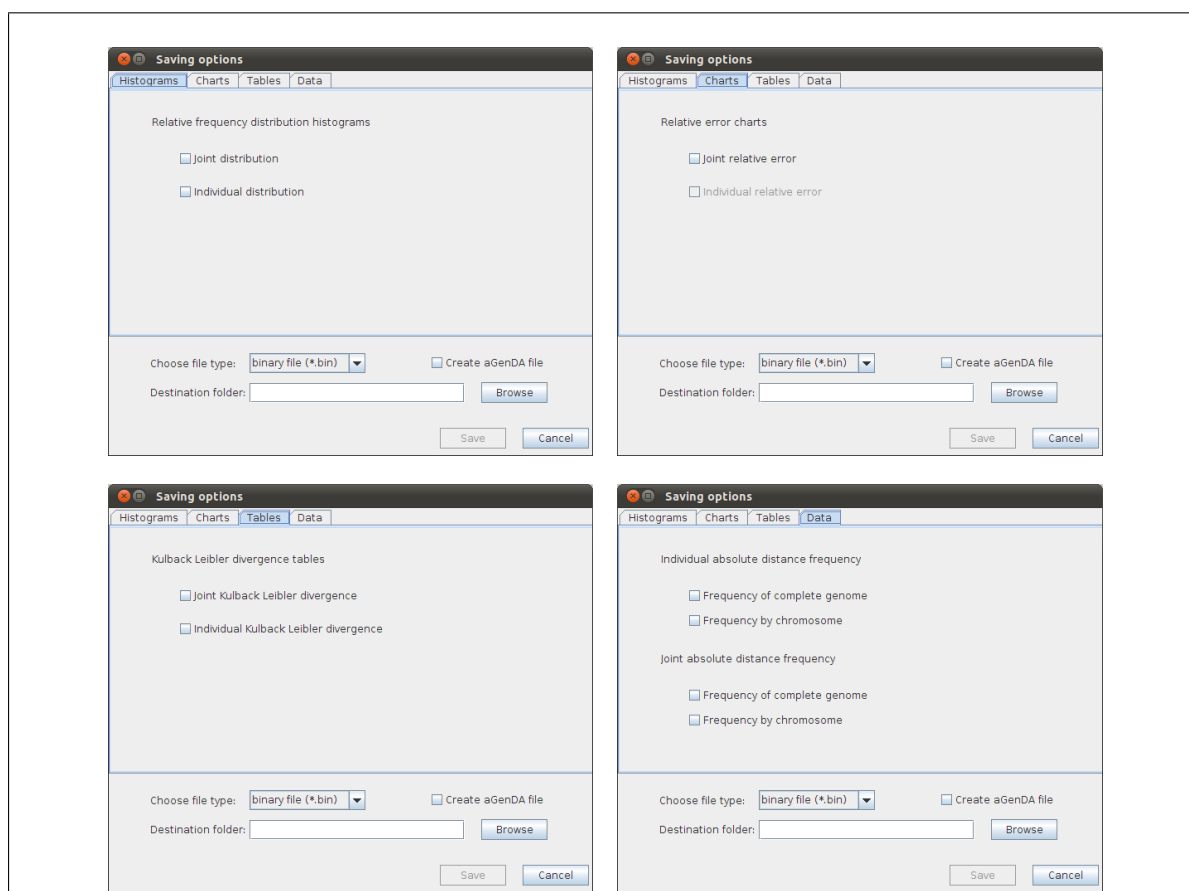 Saving options
Histograms Charts Tables Data
Relative frequency distribution histograms
Joint distribution
Individual distribution
Choose file type: binary file (*.bin) Create aGenDA file
Destination folder: Browse
Save Cancel
Saving options
Histograms Charts Tables Data
Relative error charts
Joint relative error
Individual relative error
Choose file type: binary file (*.bin) Create aGenDA file
Destination folder: Browse
Save Cancel
Saving options
Histograms Charts Tables Data
Kulback Leibler divergence tables
Joint Kulback Leibler divergence
Individual Kulback Leibler divergence
Choose file type: binary file (*.bin) Create aGenDA file
Destination folder: Browse
Save Cancel
Saving options
Histograms Charts Tables Data
Individual absolute distance frequency
Frequency of complete genome
Frequency by chromosome
Joint absolute distance frequency
Frequency of complete genome
Frequency by chromosome
Choose file type: binary file (*.bin) Create aGenDA file
Destination folder: Browse
Save Cancel